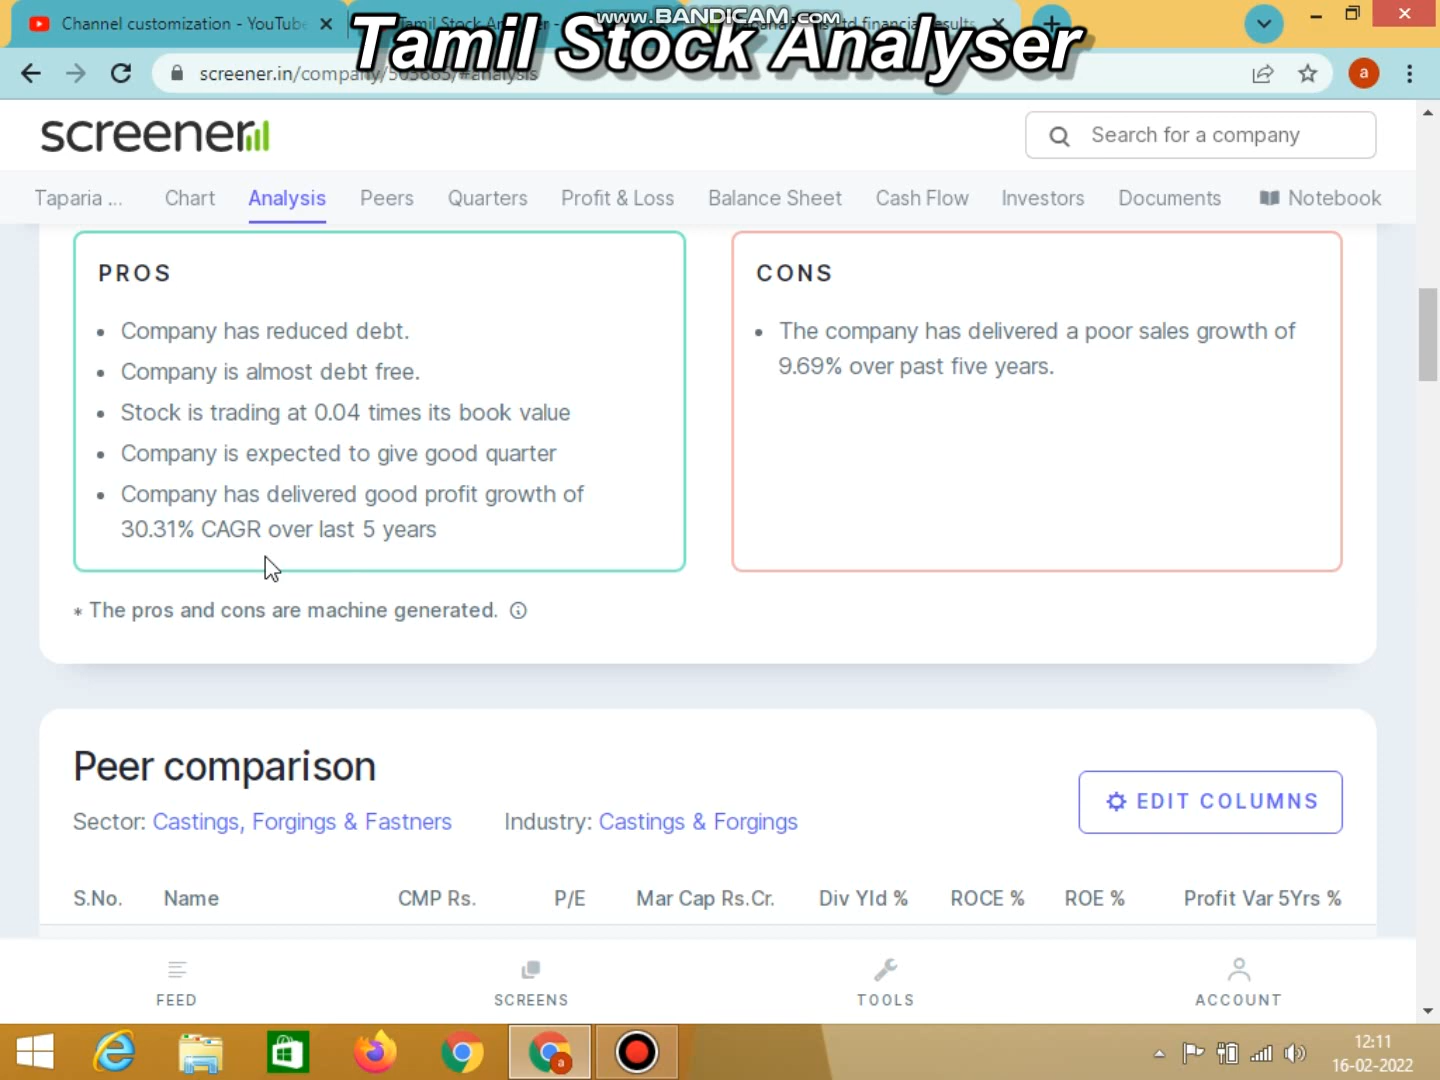 www.BANDICAM.com
Tamil Stock Analyser
Channel customization - YouTube
screener.in/company/505685/#analysis
a
screener
Search for a company
Taparia ... Chart Analysis Peers Quarters Profit & Loss Balance Sheet Cash Flow Investors Documents Notebook
PROS
Company has reduced debt.
Company is almost debt free.
Stock is trading at 0.04 times its book value
Company is expected to give good quarter
Company has delivered good profit growth of
30.31% CAGR over last 5 years
CONS
The company has delivered a poor sales growth of
9.69% over past five years.
* The pros and cons are machine generated.
Peer comparison
Sector: Castings, Forgings & Fastners Industry: Castings & Forgings
EDIT COLUMNS
S.No. Name CMP Rs. P/E Mar Cap Rs.Cr. Div Yld % ROCE % ROE % Profit Var 5Yrs %
FEED SCREENS TOOLS ACCOUNT
a
12:11
16-02-2022